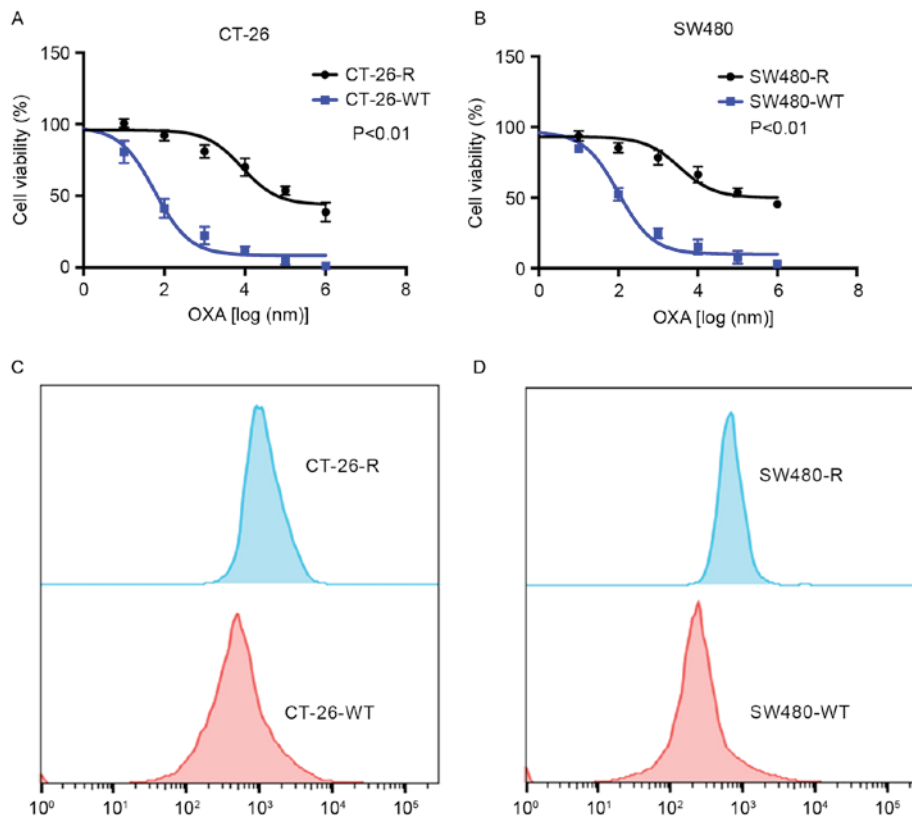 A
CT-26
150
100
50
0
Cell viability (%)
CT-26-R
CT-26-WT
P<0.01
0 2 4 6 8
OXA [log (nm)]
B
SW480
150
100
50
0
Cell viability (%)
SW480-R
SW480-WT
P<0.01
0 2 4 6 8
OXA [log (nm)]
C
CT-26-R
CT-26-WT
10⁰ 10¹ 10² 10³ 10⁴ 10⁵
D
SW480-R
SW480-WT
10⁰ 10¹ 10² 10³ 10⁴ 10⁵